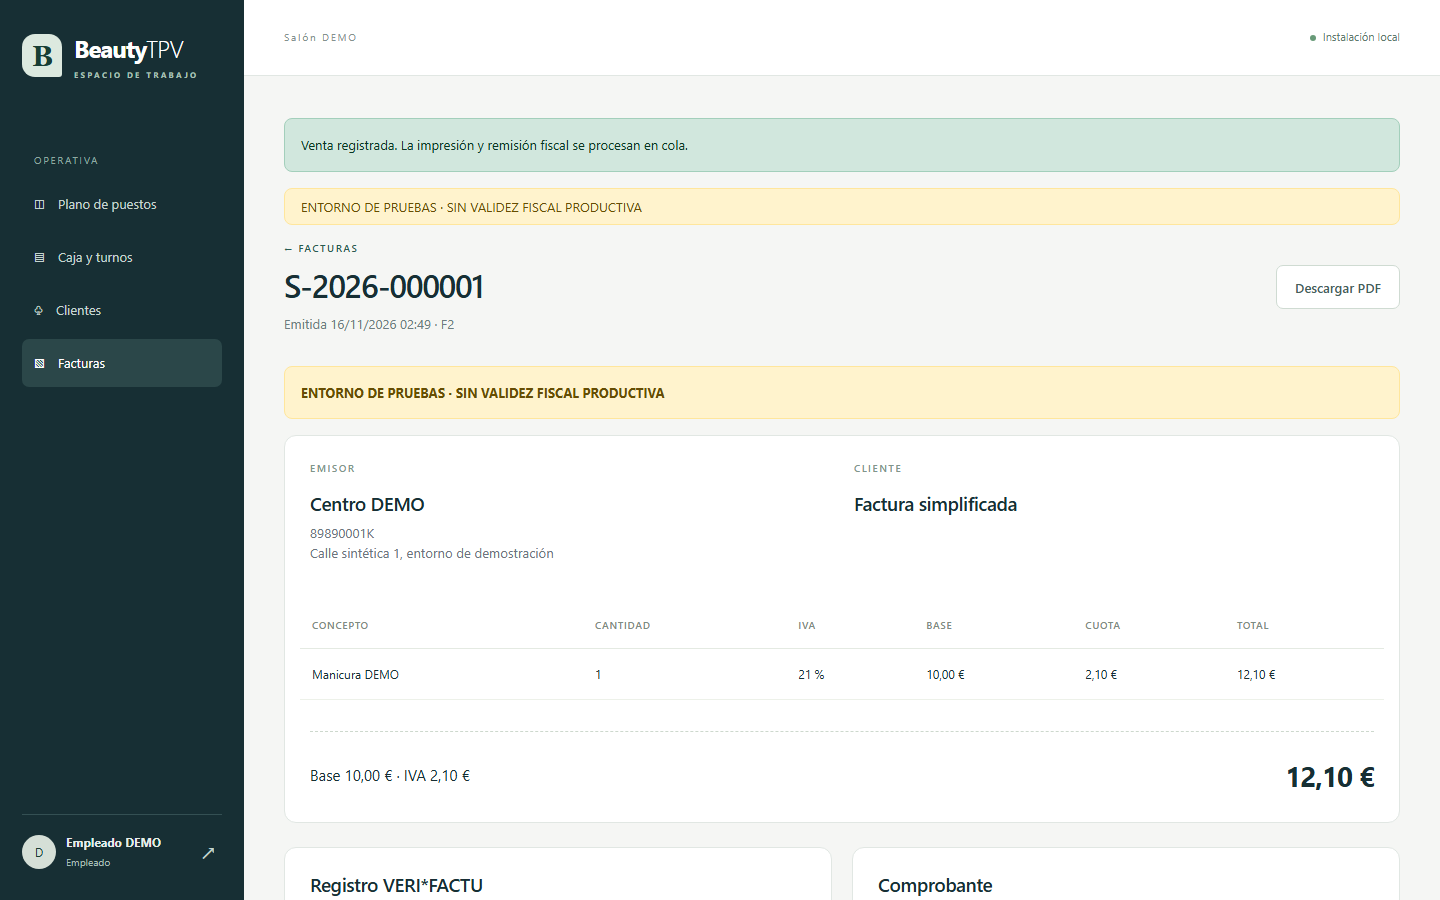 B
BeautyTPV
ESPACIO DE TRABAJO
OPERATIVA
Plano de puestos
Caja y turnos
Clientes
Facturas
D
Empleado DEMO
Empleado
Salón DEMO
Instalación local
Venta registrada. La impresión y remisión fiscal se procesan en cola.
ENTORNO DE PRUEBAS · SIN VALIDEZ FISCAL PRODUCTIVA
← FACTURAS
S-2026-000001
Descargar PDF
Emitida 16/11/2026 02:49 · F2
ENTORNO DE PRUEBAS · SIN VALIDEZ FISCAL PRODUCTIVA
EMISOR
Centro DEMO
89890001K
Calle sintética 1, entorno de demostración
CLIENTE
Factura simplificada
CONCEPTO CANTIDAD IVA BASE CUOTA TOTAL
Manicura DEMO 1 21 % 10,00 € 2,10 € 12,10 €
Base 10,00 € · IVA 2,10 € 12,10 €
Registro VERI*FACTU
Comprobante